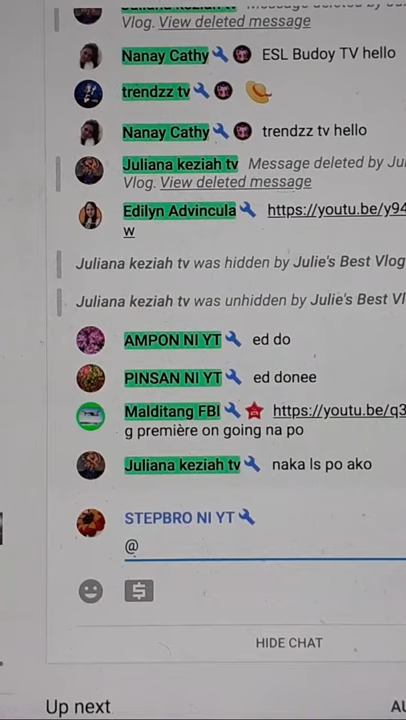 Vlog. View deleted message
Nanay Cathy ESL Budoy TV hello
trendzz tv
Nanay Cathy trendzz tv hello
Juliana keziah tv Message deleted by Jul
Vlog. View deleted message
Edilyn Advincula https://youtu.be/y94
w
Juliana keziah tv was hidden by Julie's Best Vlog
Juliana keziah tv was unhidden by Julie's Best Vl
AMPON NI YT ed do
PINSAN NI YT ed donee
Malditang FBI https://youtu.be/q3
g première on going na po
Juliana keziah tv naka ls po ako
STEPBRO NI YT
@
HIDE CHAT
Up next AU